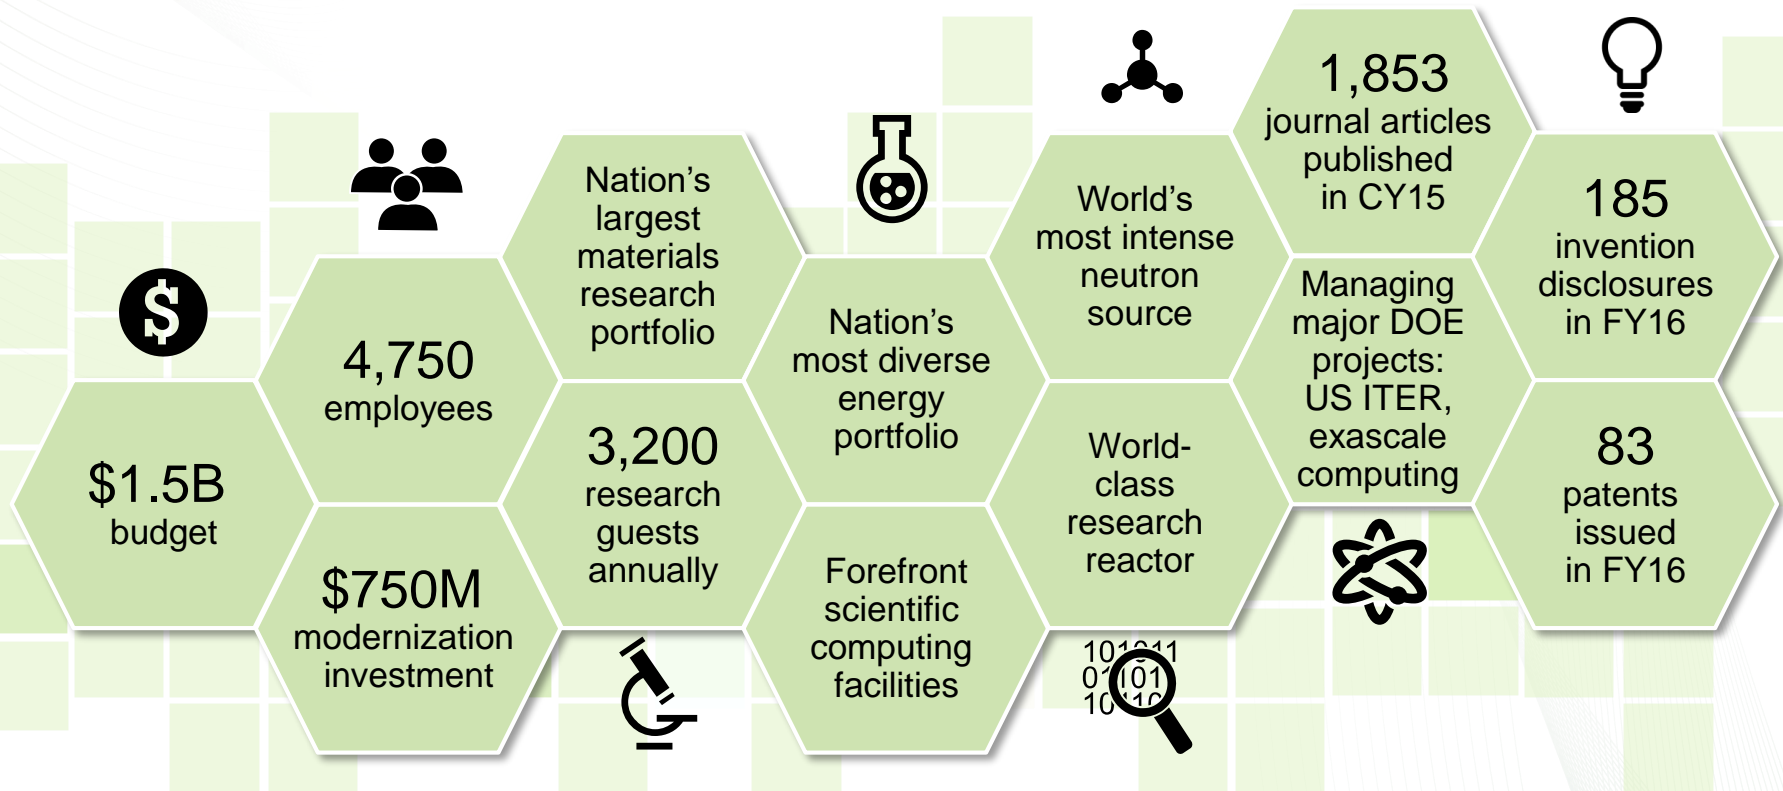 $1.5B
budget
4,750
employees
$750M
modernization
investment
Nation’s
largest
materials
research
portfolio
3,200
research
guests
annually
Nation’s
most diverse
energy
portfolio
Forefront
scientific
computing
facilities
World’s
most intense
neutron
source
World-
class
research
reactor
1,853
journal articles
published
in CY15
Managing
major DOE
projects:
US ITER,
exascale
computing
185
invention
disclosures
in FY16
83
patents
issued
in FY16